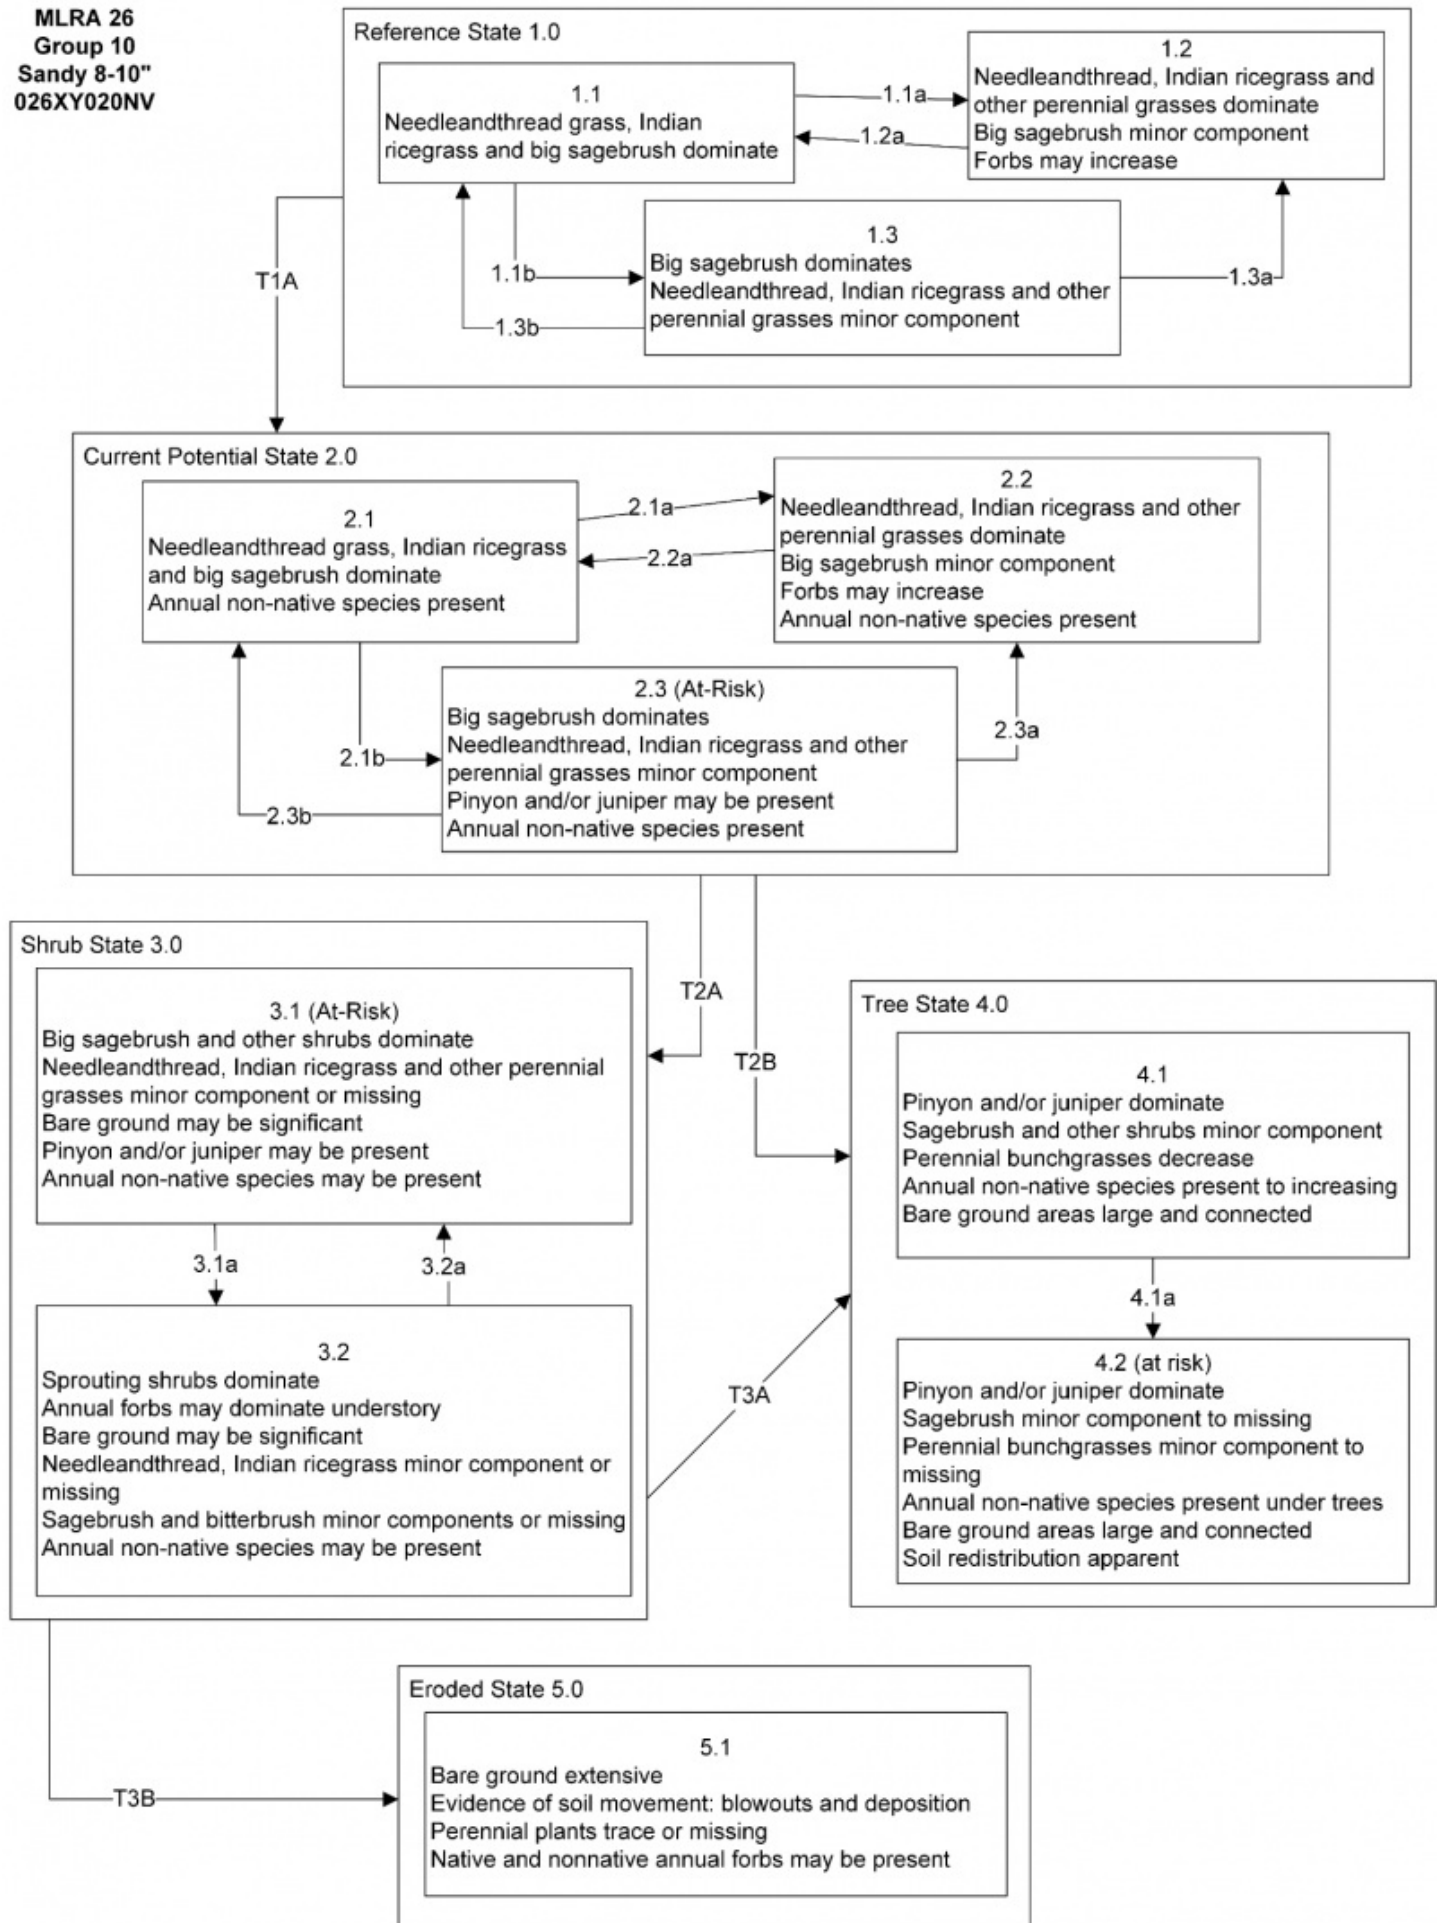 MLRA 26
Group 10
Sandy 8-10"
026XY020NV
Reference State 1.0
1.1
Needleandthread grass, Indian
ricegrass and big sagebrush dominate
1.1a
1.2a
1.2
Needleandthread, Indian ricegrass and
other perennial grasses dominate
Big sagebrush minor component
Forbs may increase
1.3
Big sagebrush dominates
Needleandthread, Indian ricegrass and other
perennial grasses minor component
1.1b
1.3b
1.3a
T1A
Current Potential State 2.0
2.1
Needleandthread grass, Indian ricegrass
and big sagebrush dominate
Annual non-native species present
2.1a
2.2a
2.2
Needleandthread, Indian ricegrass and other
perennial grasses dominate
Big sagebrush minor component
Forbs may increase
Annual non-native species present
2.3 (At-Risk)
Big sagebrush dominates
Needleandthread, Indian ricegrass and other
perennial grasses minor component
Pinyon and/or juniper may be present
Annual non-native species present
2.1b
2.3b
2.3a
T2A
T2B
Shrub State 3.0
3.1 (At-Risk)
Big sagebrush and other shrubs dominate
Needleandthread, Indian ricegrass and other perennial
grasses minor component or missing
Bare ground may be significant
Pinyon and/or juniper may be present
Annual non-native species may be present
3.1a
3.2a
3.2
Sprouting shrubs dominate
Annual forbs may dominate understory
Bare ground may be significant
Needleandthread, Indian ricegrass minor component or
missing
Sagebrush and bitterbrush minor components or missing
Annual non-native species may be present
T3A
Tree State 4.0
4.1
Pinyon and/or juniper dominate
Sagebrush and other shrubs minor component
Perennial bunchgrasses decrease
Annual non-native species present to increasing
Bare ground areas large and connected
4.1a
4.2 (at risk)
Pinyon and/or juniper dominate
Sagebrush minor component to missing
Perennial bunchgrasses minor component to
missing
Annual non-native species present under trees
Bare ground areas large and connected
Soil redistribution apparent
T3B
Eroded State 5.0
5.1
Bare ground extensive
Evidence of soil movement: blowouts and deposition
Perennial plants trace or missing
Native and nonnative annual forbs may be present